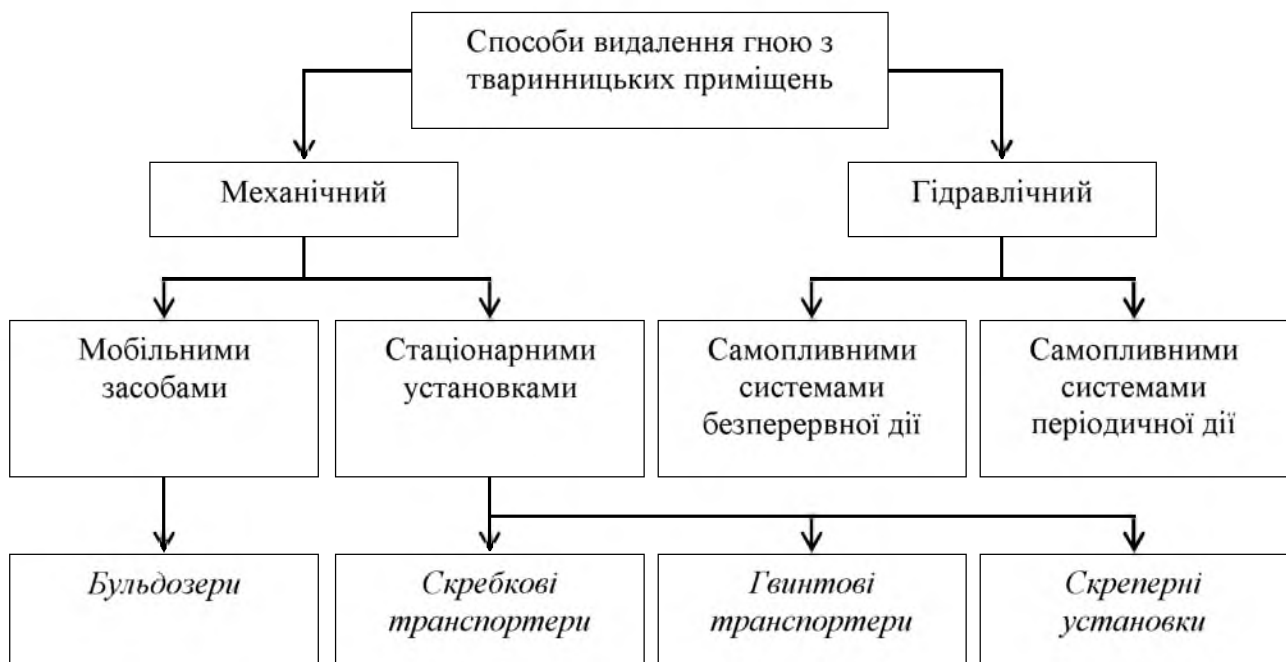 Способи видалення гною з
тваринницьких приміщень
Механічний
Гідравлічний
Мобільними
засобами
Стаціонарними
установками
Самопливними
системами
безперервної дії
Самопливними
системами
періодичної дії
Бульдозери
Скребкові
транспортери
Гвинтові
транспортери
Скреперні
установки